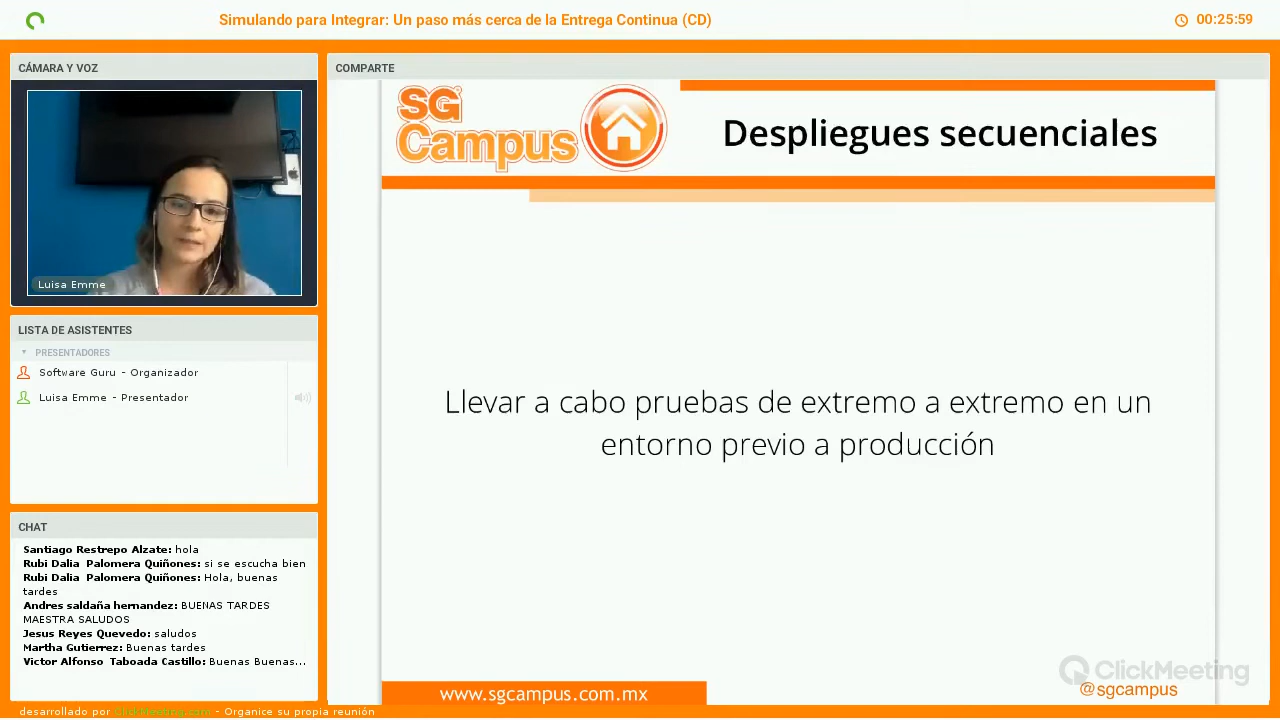 Simulando para Integrar: Un paso más cerca de la Entrega Continua (CD)
00:25:59
CÁMARA Y VOZ
Luisa Emme
LISTA DE ASISTENTES
PRESENTADORES
Software Guru - Organizador
Luisa Emme - Presentador
CHAT
Santiago Restrepo Alzate: hola
Rubi Dalia Palomera Quiñones: si se escucha bien
Rubi Dalia Palomera Quiñones: Hola, buenas
tardes
Andres saldaña hernandez: BUENAS TARDES
MAESTRA SALUDOS
Jesus Reyes Quevedo: saludos
Martha Gutierrez: Buenas tardes
Victor Alfonso Taboada Castillo: Buenas Buenas...
COMPARTE
SG
Campus
Despliegues secuenciales
Llevar a cabo pruebas de extremo a extremo en un
entorno previo a producción
www.sgcampus.com.mx
ClickMeeting
@sgcampus
desarrollado por ClickMeeting.com - Organice su propia reunión